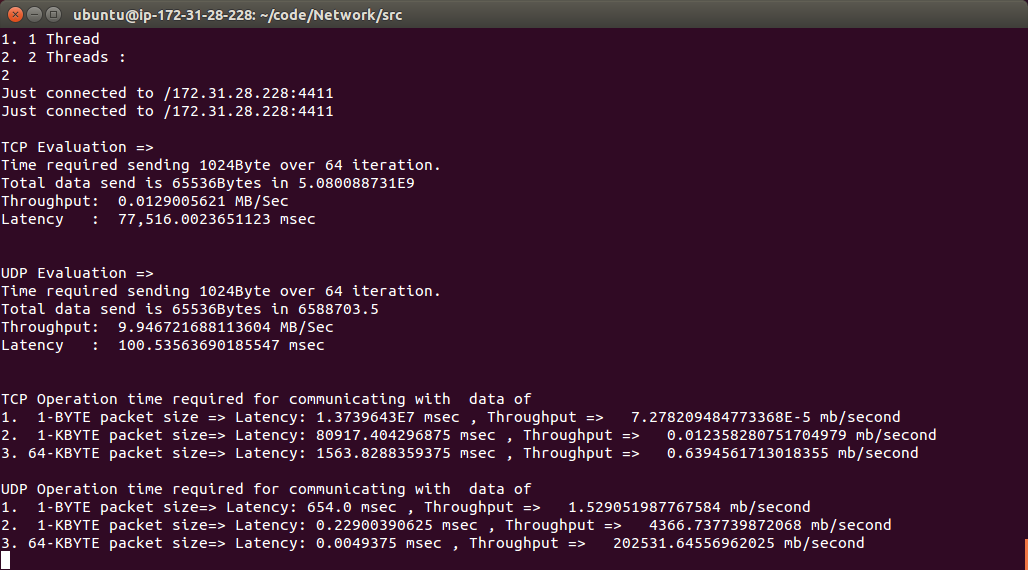 ubuntu@ip-172-31-28-228: ~/code/Network/src
1. 1 Thread
2. 2 Threads :
2
Just connected to /172.31.28.228:4411
Just connected to /172.31.28.228:4411
TCP Evaluation =>
Time required sending 1024Byte over 64 iteration.
Total data send is 65536Bytes in 5.080088731E9
Throughput:  0.0129005621 MB/Sec
Latency   :  77,516.0023651123 msec
UDP Evaluation =>
Time required sending 1024Byte over 64 iteration.
Total data send is 65536Bytes in 6588703.5
Throughput:  9.946721688113604 MB/Sec
Latency   :  100.53563690185547 msec
TCP Operation time required for communicating with  data of
1.  1-BYTE packet size => Latency: 1.3739643E7 msec , Throughput =>   7.278209484773368E-5 mb/second
2.  1-KBYTE packet size=> Latency: 80917.404296875 msec , Throughput =>   0.012358280751704979 mb/second
3. 64-KBYTE packet size=> Latency: 1563.8288359375 msec , Throughput =>   0.6394561713018355 mb/second
UDP Operation time required for communicating with  data of
1.  1-BYTE packet size=> Latency: 654.0 msec , Throughput =>   1.529051987767584 mb/second
2.  1-KBYTE packet size=> Latency: 0.22900390625 msec , Throughput =>   4366.737739872068 mb/second
3. 64-KBYTE packet size=> Latency: 0.0049375 msec , Throughput =>   202531.64556962025 mb/second